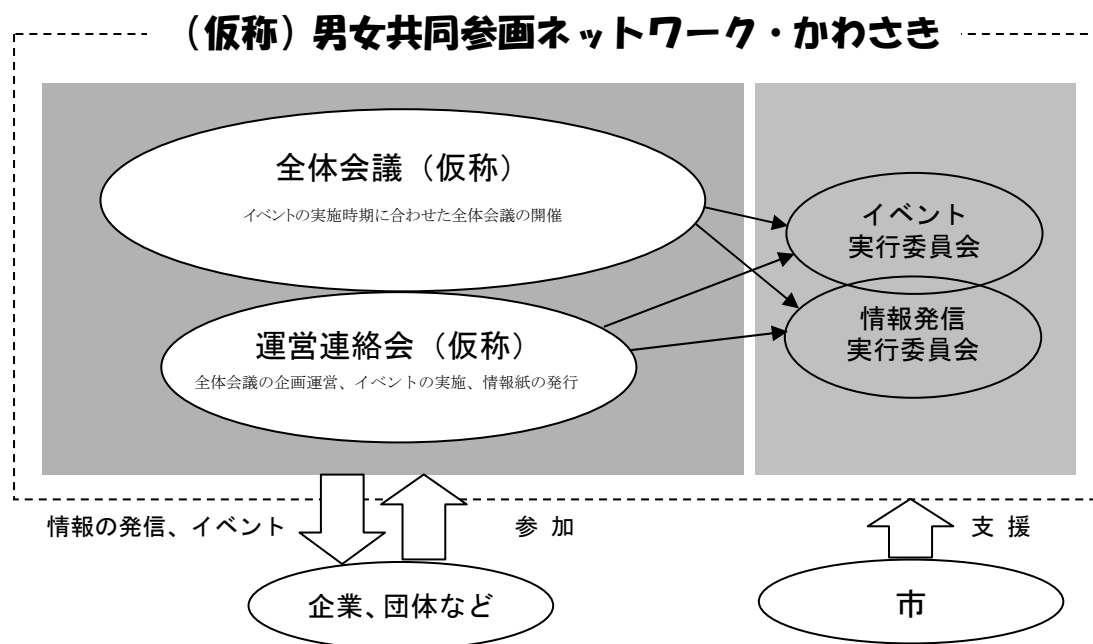 （仮称）男女共同参画ネットワーク・かわさき
全体会議（仮称）
イベントの実施時期に合わせた全体会議の開催
イベント
実行委員会
情報発信
実行委員会
運営連絡会（仮称）
全体会議の企画運営、イベントの実施、情報紙の発行
情報の発信、イベント
参 加
支 援
企業、団体など
市